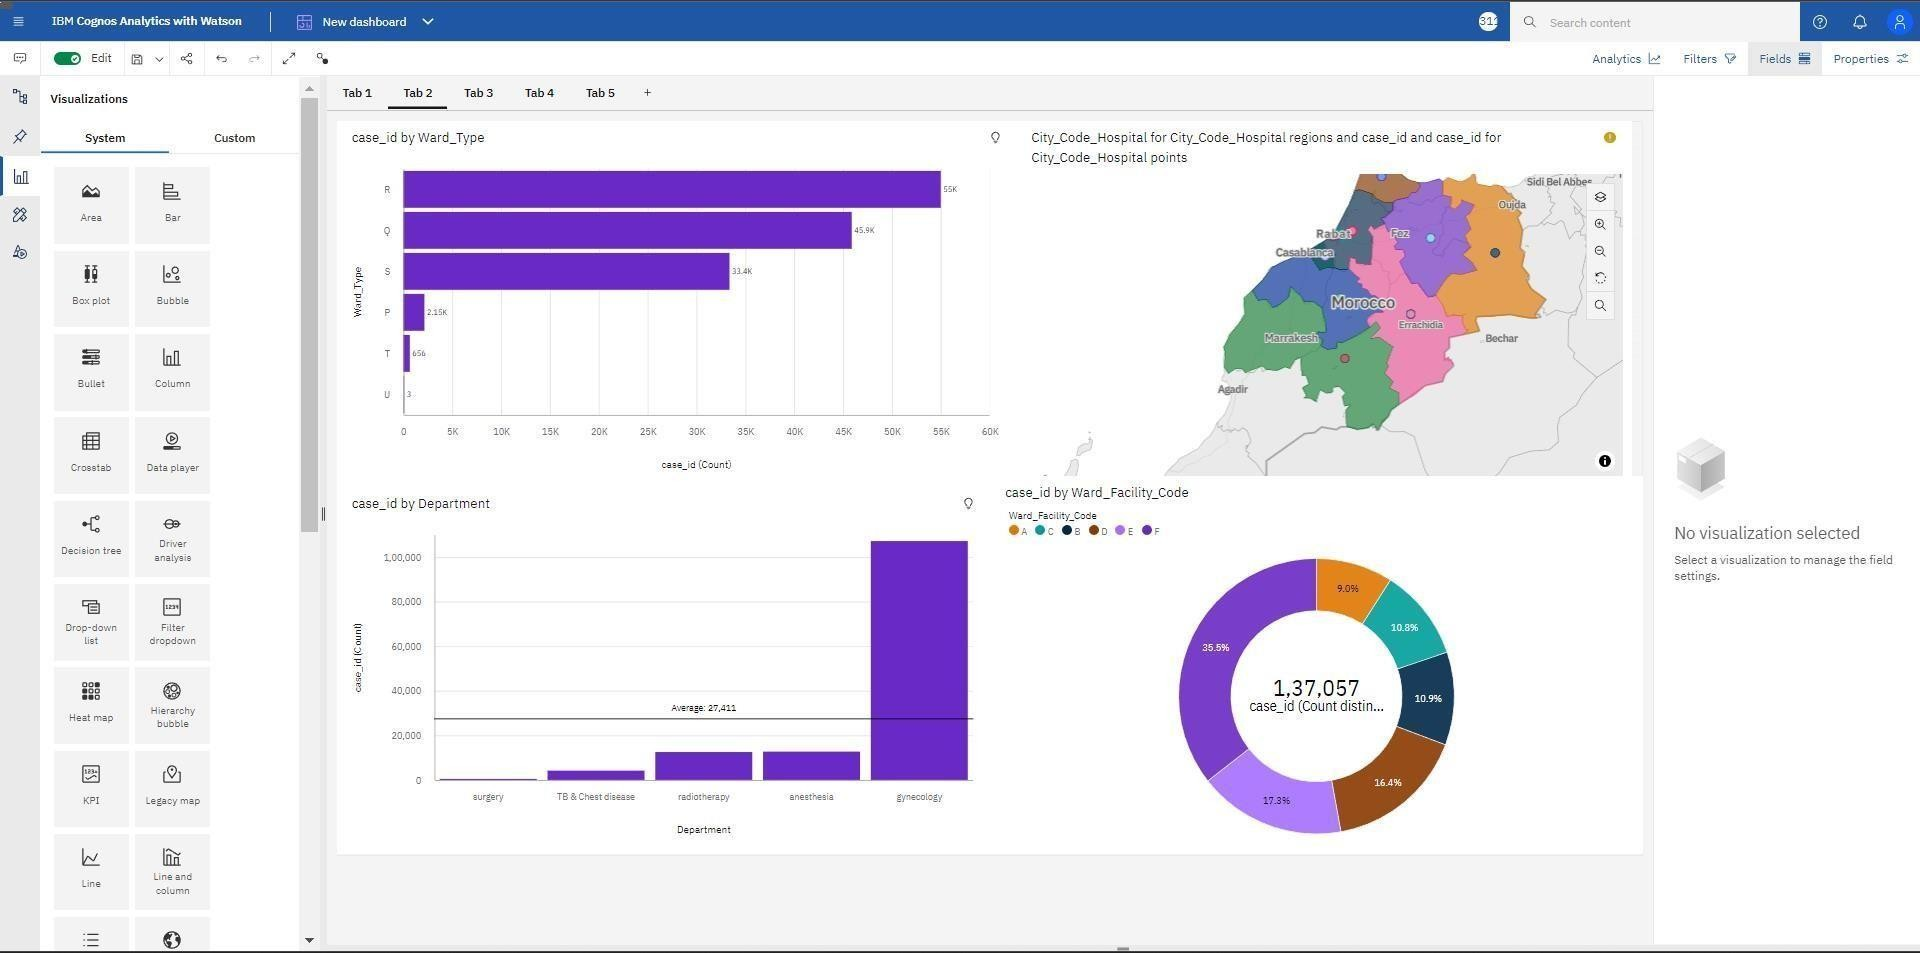 IBM Cognos Analytics with Watson
New dashboard
311
Search content
Edit
Analytics
Filters
Fields
Properties
Visualizations
System
Custom
Area
Bar
Box plot
Bubble
Bullet
Column
Crosstab
Data player
Decision tree
Driver
analysis
Drop-down
list
Filter
dropdown
Heat map
Hierarchy
bubble
KPI
Legacy map
Line
Line and
column
Tab 1
Tab 2
Tab 3
Tab 4
Tab 5
+
case_id by Ward_Type
Ward_Type
R
55K
Q
45.9K
S
33.4K
P
2.15K
T
656
U
3
0 5K 10K 15K 20K 25K 30K 35K 40K 45K 50K 55K 60K
case_id (Count)
City_Code_Hospital for City_Code_Hospital regions and case_id and case_id for
City_Code_Hospital points
Sidi Bel Abbes
Oujda
Rabat
Fez
Casablanca
Morocco
Errachidia
Marrakesh
Bechar
Agadir
case_id by Department
case_id (Count)
1,00,000
80,000
60,000
40,000
Average: 27,411
20,000
0
surgery TB & Chest disease radiotherapy anesthesia gynecology
Department
case_id by Ward_Facility_Code
Ward_Facility_Code
A C B D E F
9.0%
10.8%
35.5%
1,37,057
case_id (Count distin...
10.9%
16.4%
17.3%
No visualization selected
Select a visualization to manage the field
settings.